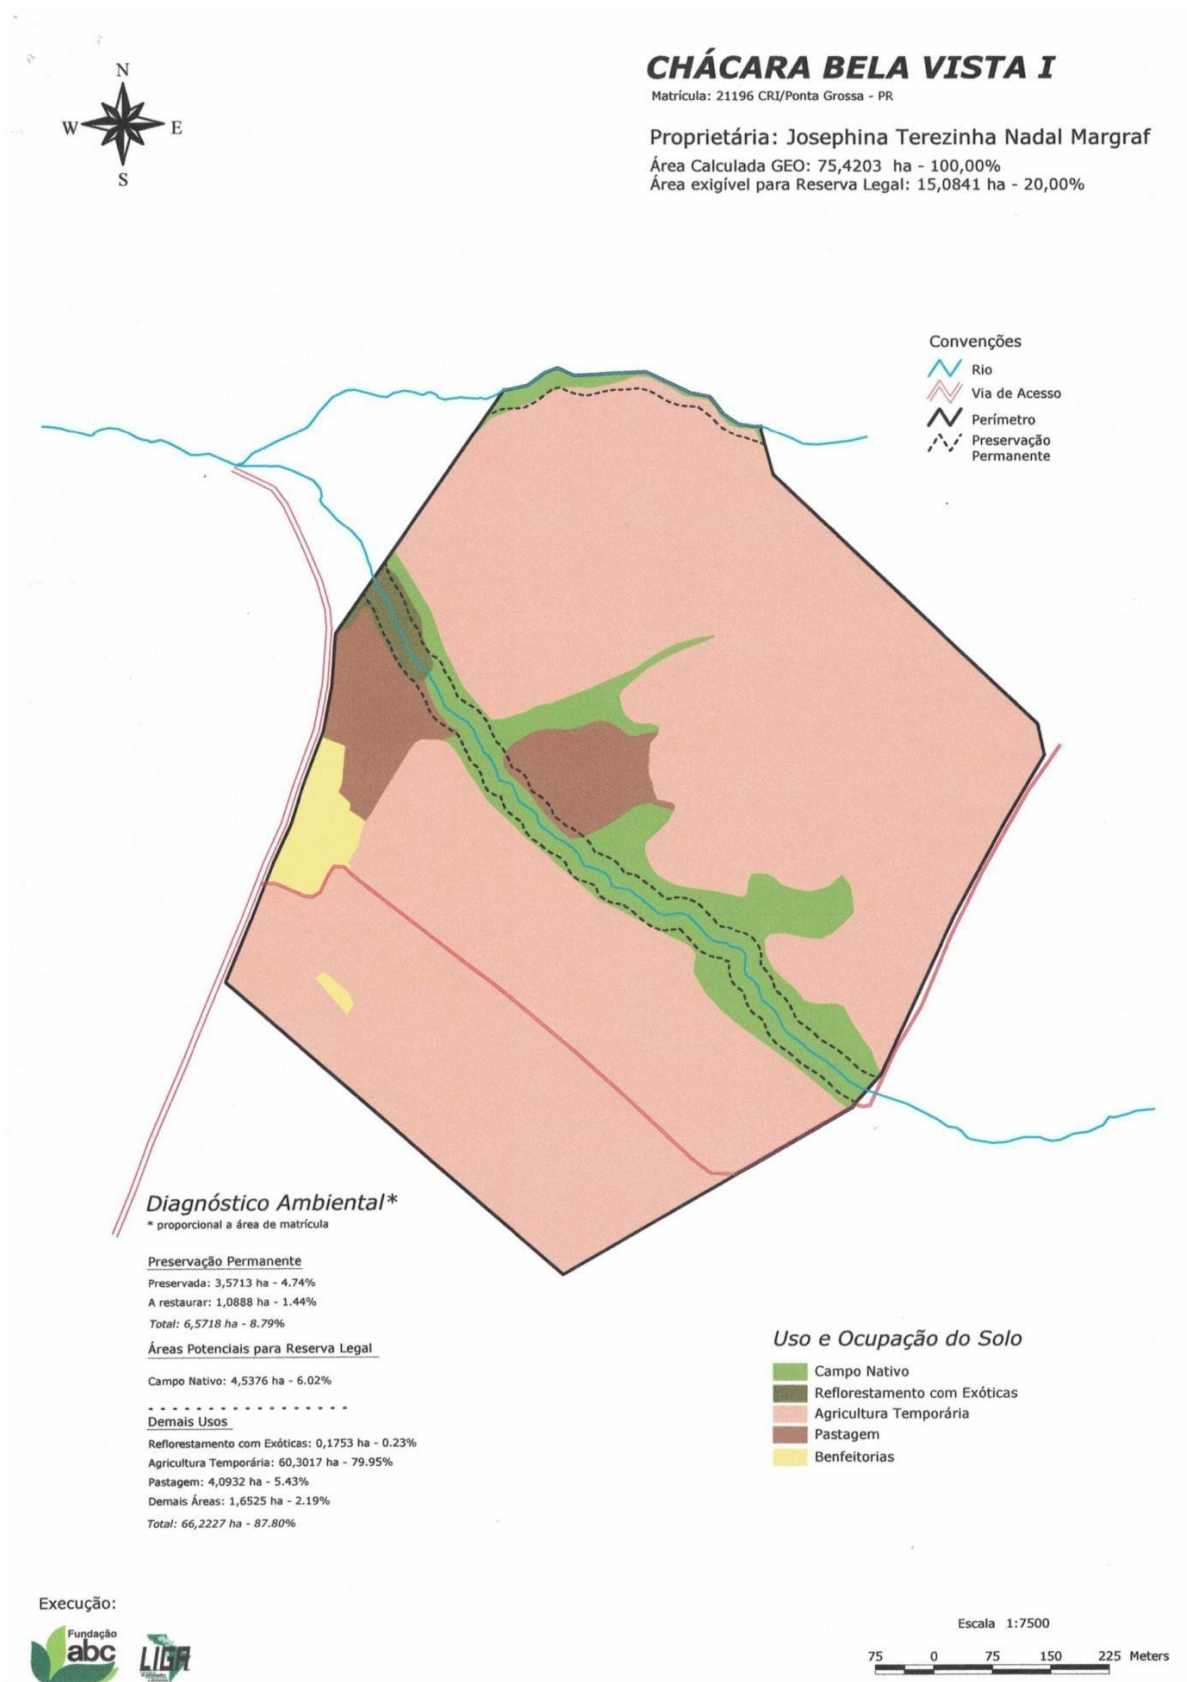 N
W E
S
CHÁCARA BELA VISTA I
Matrícula: 21196 CRI/Ponta Grossa - PR
Proprietária: Josephina Terezinha Nadal Margraf
Área Calculada GEO: 75,4203 ha - 100,00%
Área exigível para Reserva Legal: 15,0841 ha - 20,00%
Convenções
Rio
Via de Acesso
Perímetro
Preservação
Permanente
Diagnóstico Ambiental*
* proporcional a área de matrícula
Preservação Permanente
Preservada: 3,5713 ha - 4.74%
A restaurar: 1,0888 ha - 1.44%
Total: 6,5718 ha - 8.79%
Áreas Potenciais para Reserva Legal
Campo Nativo: 4,5376 ha - 6.02%
Demais Usos
Reflorestamento com Exóticas: 0,1753 ha - 0.23%
Agricultura Temporária: 60,3017 ha - 79.95%
Pastagem: 4,0932 ha - 5.43%
Demais Áreas: 1,6525 ha - 2.19%
Total: 66,2227 ha - 87.80%
Uso e Ocupação do Solo
Campo Nativo
Reflorestamento com Exóticas
Agricultura Temporária
Pastagem
Benfeitorias
Execução:
Fundação
abc
LIGA
Escala 1:7500
75 0 75 150 225 Meters